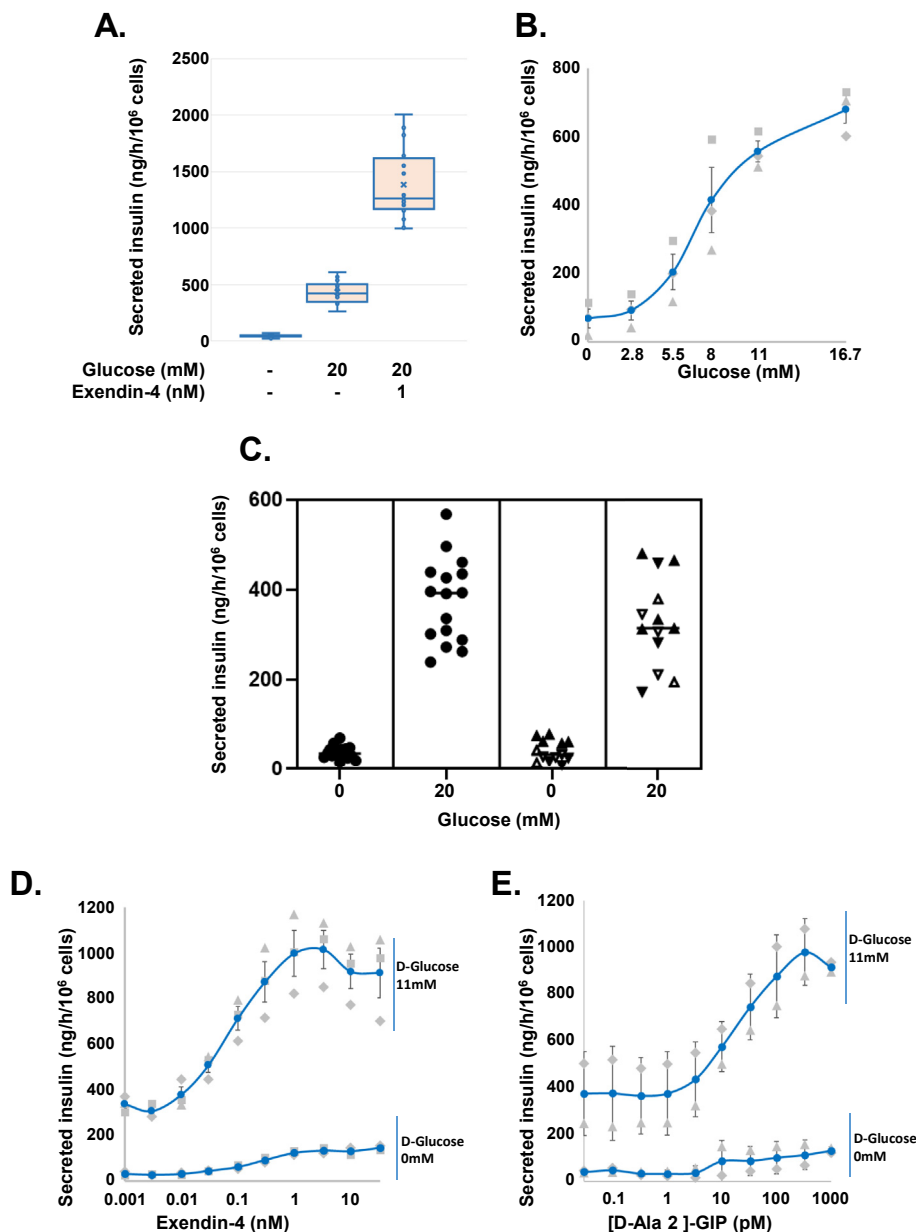 A.
Secreted insulin (ng/h/10⁶ cells)
2500
2000
1500
1000
500
0
Glucose (mM) - 20 20
Exendin-4 (nM) - - 1
B.
Secreted insulin (ng/h/10⁶ cells)
800
600
400
200
0
0 2.8 5.5 8 11 16.7
Glucose (mM)
C.
Secreted insulin (ng/h/10⁶ cells)
600
400
200
0
0 20 0 20
Glucose (mM)
D.
Secreted insulin (ng/h/10⁶ cells)
1200
1000
800
600
400
200
0
D-Glucose
11mM
D-Glucose
0mM
0.001 0.01 0.1 1 10
Exendin-4 (nM)
E.
Secreted insulin (ng/h/10⁶ cells)
1200
1000
800
600
400
200
0
D-Glucose
11mM
D-Glucose
0mM
0.1 1 10 100 1000
[D-Ala 2 ]-GIP (pM)